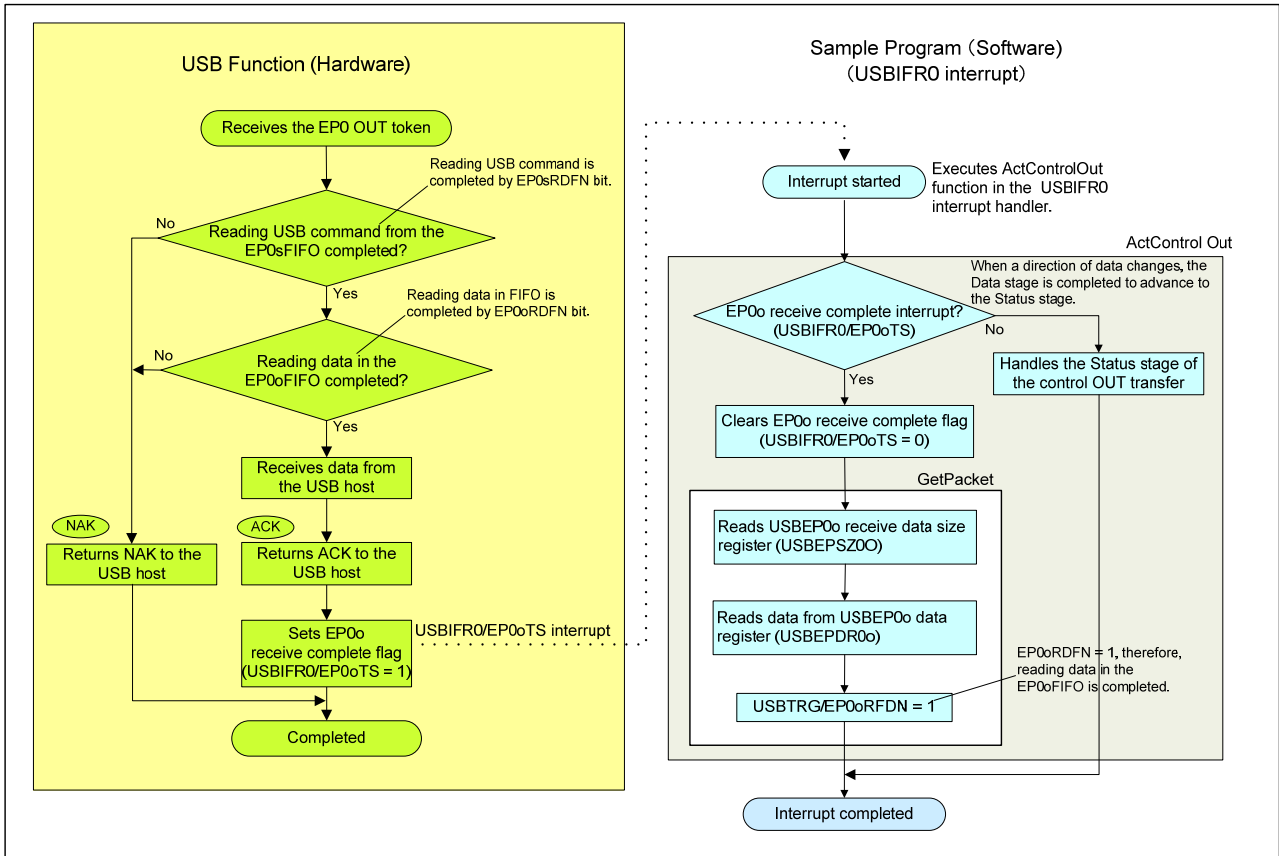 USB Function (Hardware)
Receives the EP0 OUT token
Reading USB command is
completed by EP0sRDFN bit.
No
Reading USB command from the
EP0sFIFO completed?
Yes
Reading data in FIFO is
completed by EP0oRDFN bit.
No
Reading data in the
EP0oFIFO completed?
Yes
Receives data from
the USB host
NAK
ACK
Returns NAK to the
USB host
Returns ACK to the
USB host
Sets EP0o
receive complete flag
(USBIFR0/EP0oTS = 1)
USBIFR0/EP0oTS interrupt
Completed
Sample Program (Software)
(USBIFR0 interrupt)
Interrupt started
Executes ActControlOut
function in the USBIFR0
interrupt handler.
ActControl Out
When a direction of data changes, the
Data stage is completed to advance to
the Status stage.
EP0o receive complete interrupt?
(USBIFR0/EP0oTS)
No
Yes
Handles the Status stage of
the control OUT transfer
Clears EP0o receive complete flag
(USBIFR0/EP0oTS = 0)
GetPacket
Reads USBEP0o receive data size
register (USBEPSZ0O)
Reads data from USBEP0o data
register (USBEPDR0o)
EP0oRDFN = 1, therefore,
reading data in the
EP0oFIFO is completed.
USBTRG/EP0oRFDN = 1
Interrupt completed